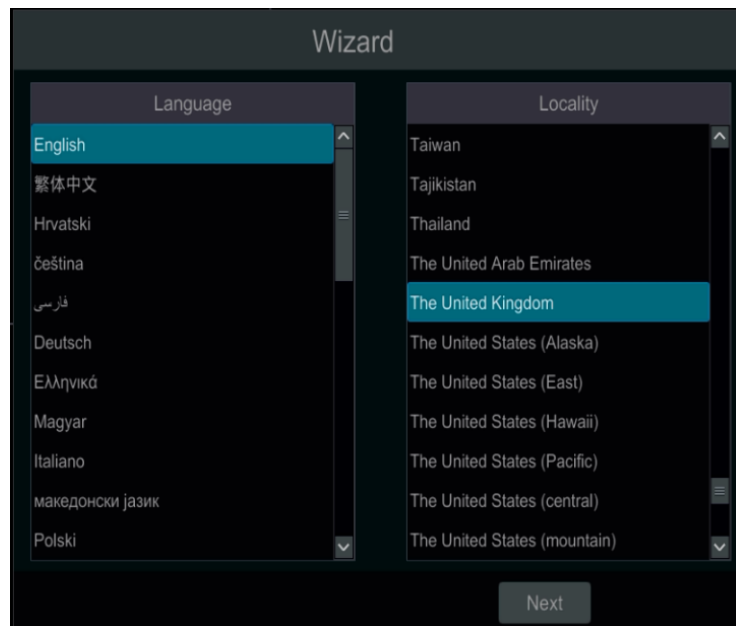 Wizard
Language
English
繁体中文
Hrvatski
čeština
فارسی
Deutsch
Ελληνικά
Magyar
Italiano
македонски јазик
Polski
Locality
Taiwan
Tajikistan
Thailand
The United Arab Emirates
The United Kingdom
The United States (Alaska)
The United States (East)
The United States (Hawaii)
The United States (Pacific)
The United States (central)
The United States (mountain)
Next